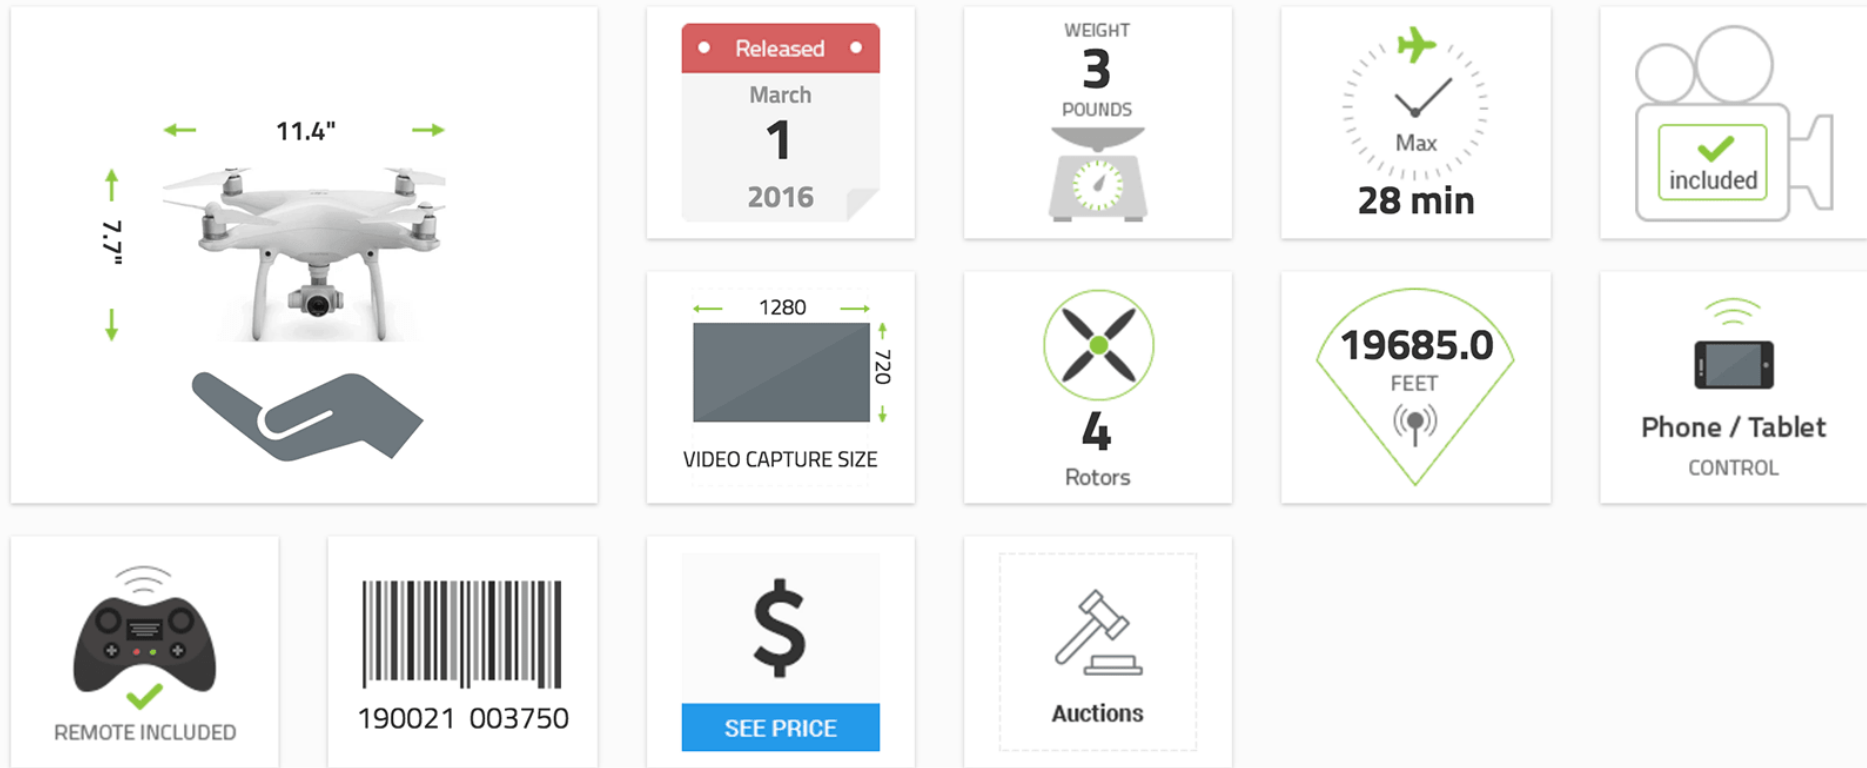 11.4"
7.7"
Released
March
1
2016
WEIGHT
3
POUNDS
Max
28 min
included
1280
720
VIDEO CAPTURE SIZE
4
Rotors
19685.0
FEET
Phone / Tablet
CONTROL
REMOTE INCLUDED
190021 003750
$
SEE PRICE
Auctions